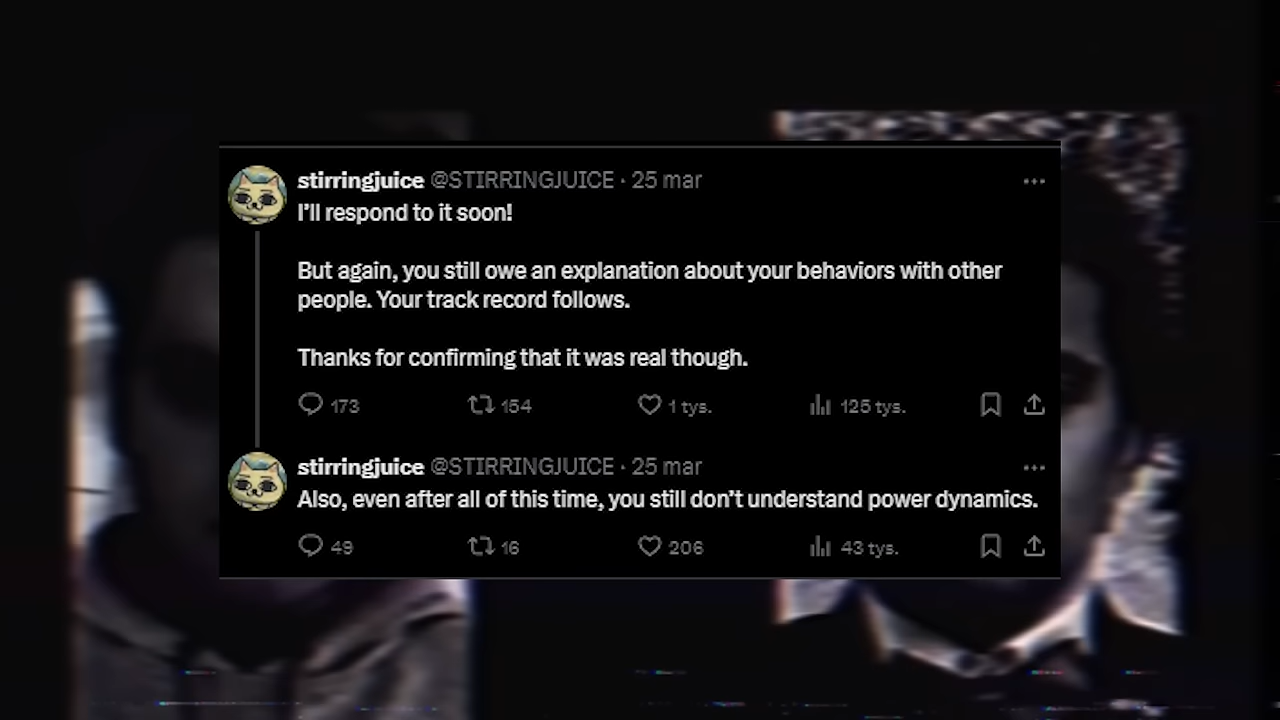 stirringjuice @STIRRINGJUICE · 25 mar
I'll respond to it soon!
But again, you still owe an explanation about your behaviors with other
people. Your track record follows.
Thanks for confirming that it was real though.
173 154 1 tys. 125 tys.
stirringjuice @STIRRINGJUICE · 25 mar
Also, even after all of this time, you still don't understand power dynamics.
49 16 206 43 tys.